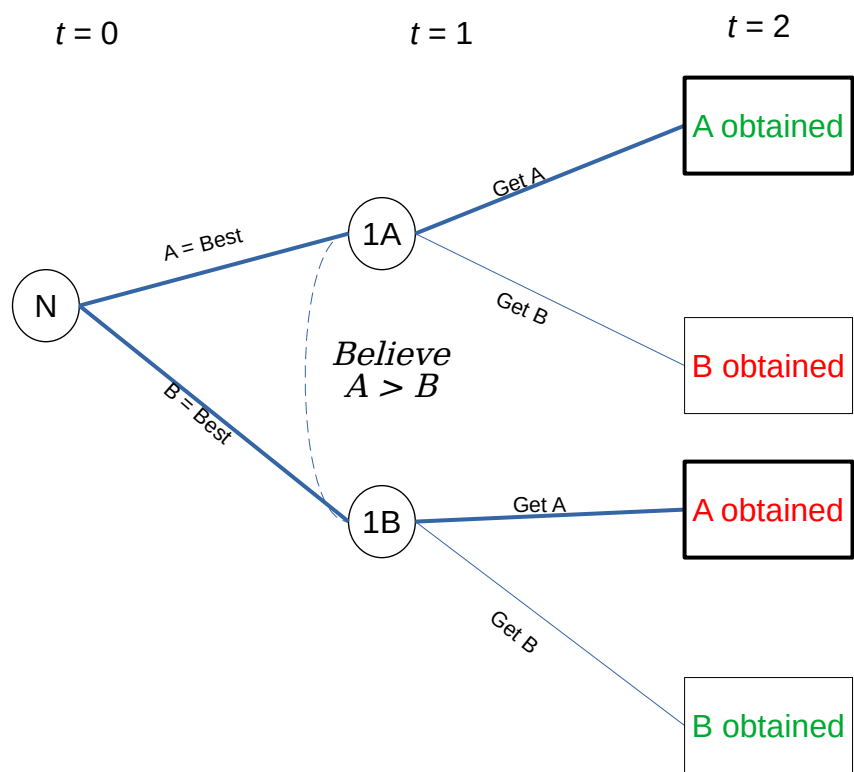 t = 0
t = 1
t = 2
A obtained
Get A
1A
A = Best
Get B
N
Believe
A > B
B obtained
B = Best
A obtained
Get A
1B
Get B
B obtained